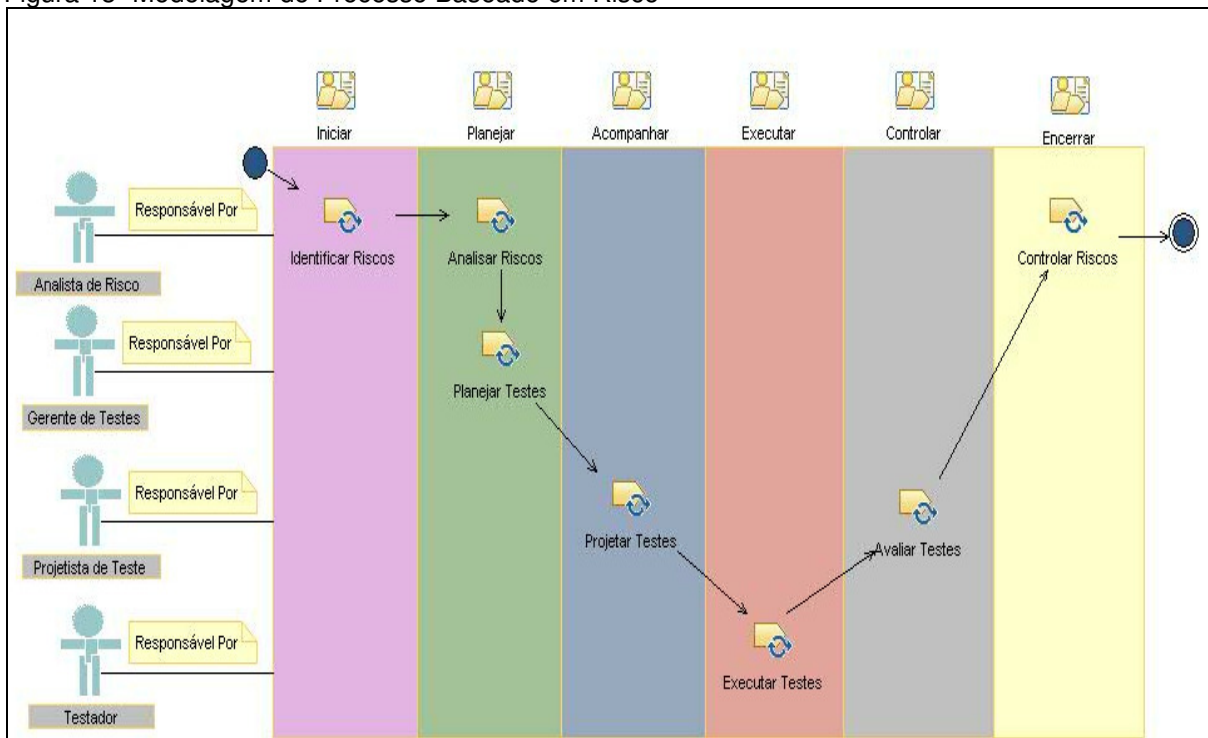 Figura 18- Modelagem do Processo Baseado em Risco
Iniciar
Planejar
Acompanhar
Executar
Controlar
Encerrar
Responsável Por
Identificar Riscos
Analisar Riscos
Controlar Riscos
Analista de Risco
Responsável Por
Planejar Testes
Gerente de Testes
Responsável Por
Projetar Testes
Avaliar Testes
Projetista de Teste
Responsável Por
Executar Testes
Testador